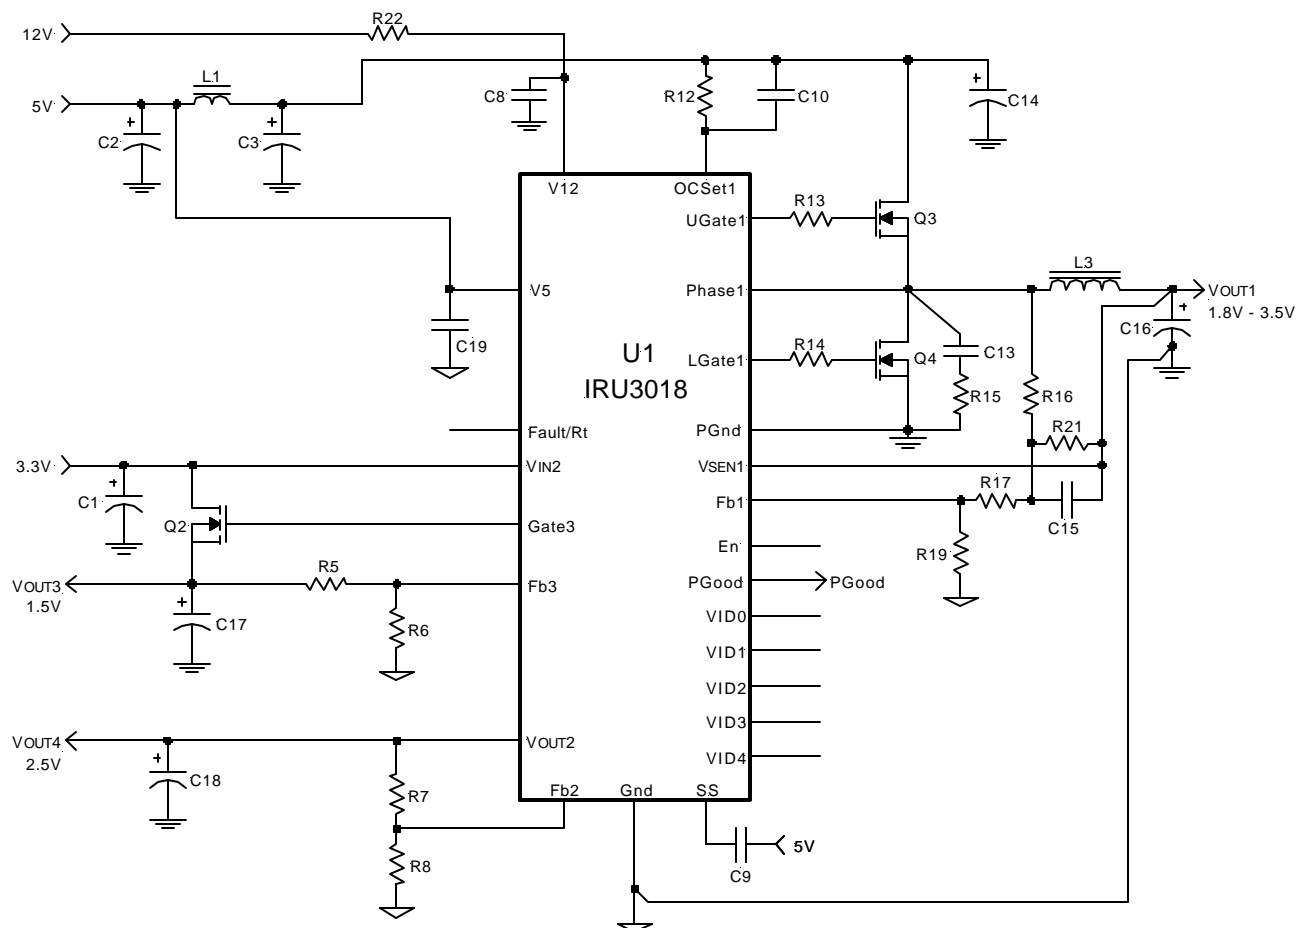 12V
R22
5V
L1
C2
C3
C8
R12
C10
C14
V12
OCSet1
UGate1
R13
Q3
V5
C19
Phase1
L3
VOUT1
1.8V - 3.5V
C16
U1
IRU3018
LGate1
R14
Q4
C13
R15
R16
Fault/Rt
PGnd
R21
3.3V
VIN2
VSEN1
C1
Q2
Gate3
Fb1
R17
C15
R19
En
VOUT3
1.5V
R5
Fb3
PGood
PGood
C17
R6
VID0
VID1
VID2
VID3
VID4
VOUT4
2.5V
VOUT2
C18
R7
Fb2
Gnd
SS
R8
C9
5V